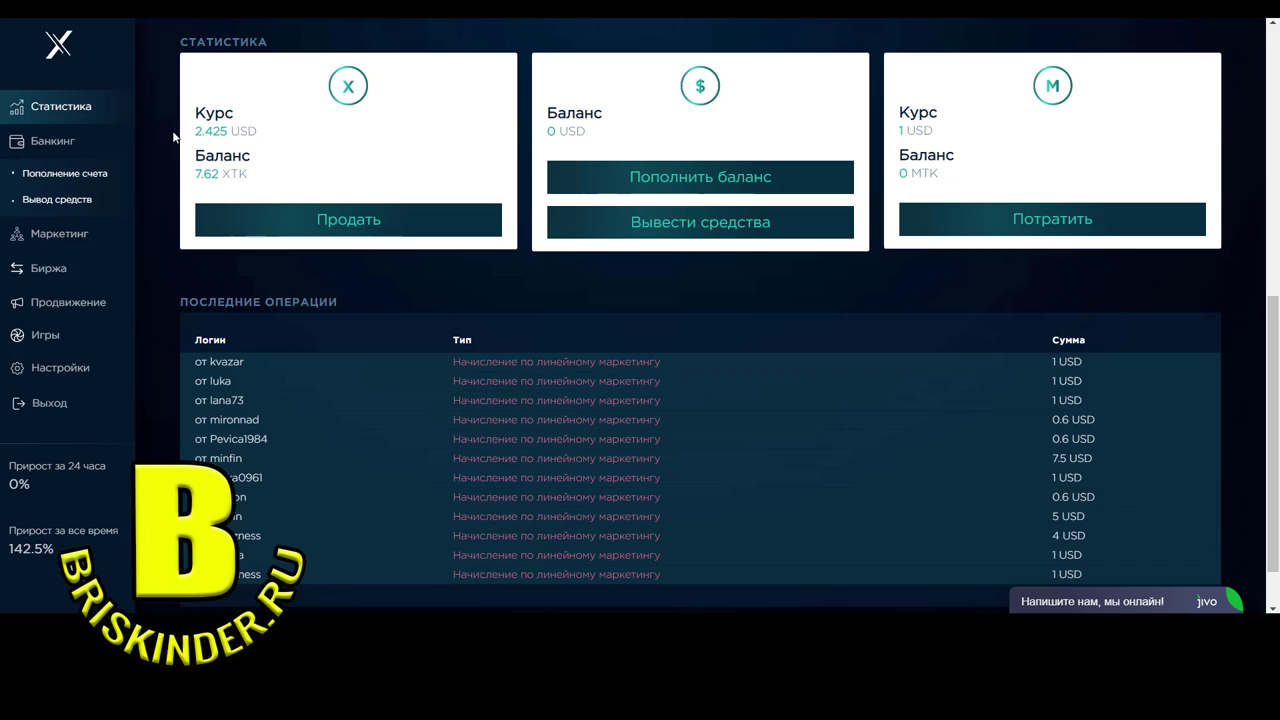 X
Статистика
Банкинг
Пополнение счета
Вывод средств
Маркетинг
Биржа
Продвижение
Игры
Настройки
Выход
Прирост за 24 часа
0%
Прирост за все время
142.5%
СТАТИСТИКА
X
Курс
2.425 USD
Баланс
7.62 XTK
Продать
$
Баланс
0 USD
Пополнить баланс
Вывести средства
M
Курс
1 USD
Баланс
0 MTK
Потратить
ПОСЛЕДНИЕ ОПЕРАЦИИ
Логин Тип Сумма
от kvazar Начисление по линейному маркетингу 1 USD
от luka Начисление по линейному маркетингу 1 USD
от lana73 Начисление по линейному маркетингу 1 USD
от mironnad Начисление по линейному маркетингу 0.6 USD
от Pevica1984 Начисление по линейному маркетингу 0.6 USD
от minfin Начисление по линейному маркетингу 7.5 USD
Начисление по линейному маркетингу 1 USD
Начисление по линейному маркетингу 0.6 USD
Начисление по линейному маркетингу 5 USD
Начисление по линейному маркетингу 4 USD
Начисление по линейному маркетингу 1 USD
Начисление по линейному маркетингу 1 USD
Напишите нам, мы онлайн! jivo
B
BRISKINDER.RU